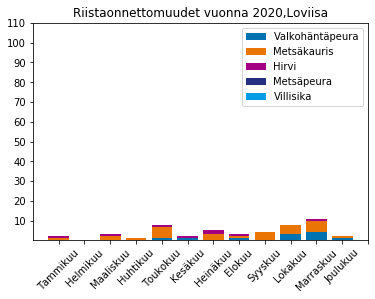 Riistaonnettomuudet vuonna 2020,Loviisa
Valkohäntäpeura
Metsäkauris
Hirvi
Metsäpeura
Villisika
110
100
90
80
70
60
50
40
30
20
10
Tammikuu
Helmikuu
Maaliskuu
Huhtikuu
Toukokuu
Kesäkuu
Heinäkuu
Elokuu
Syyskuu
Lokakuu
Marraskuu
Joulukuu